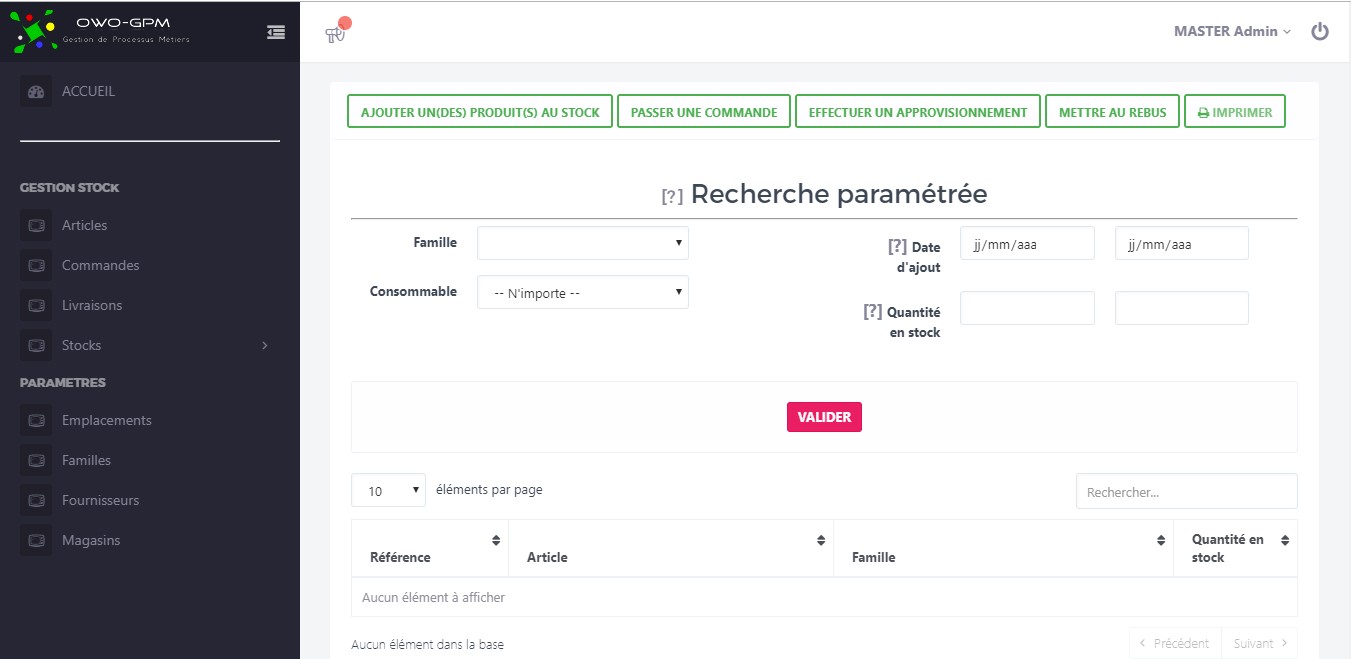 OWO-GPM
Gestion de Processus Métiers
MASTER Admin
ACCUEIL
GESTION STOCK
Articles
Commandes
Livraisons
Stocks
PARAMETRES
Emplacements
Familles
Fournisseurs
Magasins
AJOUTER UN(DES) PRODUIT(S) AU STOCK
PASSER UNE COMMANDE
EFFECTUER UN APPROVISIONNEMENT
METTRE AU REBUS
IMPRIMER
[?] Recherche paramétrée
Famille
Consommable
-- N'importe --
[?] Date
d'ajout
jj/mm/aaa
jj/mm/aaa
[?] Quantité
en stock
VALIDER
10
éléments par page
Rechercher...
Référence
Article
Famille
Quantité en
stock
Aucun élément à afficher
Aucun élément dans la base
Précédent
Suivant